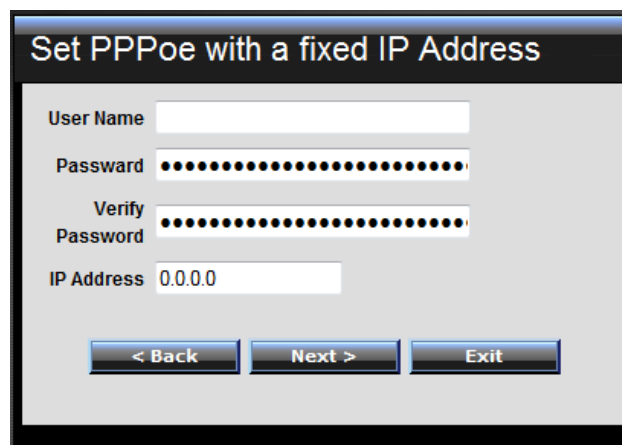 Set PPPoe with a fixed IP Address
User Name
Passward ●●●●●●●●●●●●●●●●●●●●●●●●●●●
Verify
Password ●●●●●●●●●●●●●●●●●●●●●●●●●●●
IP Address 0.0.0.0
< Back Next > Exit